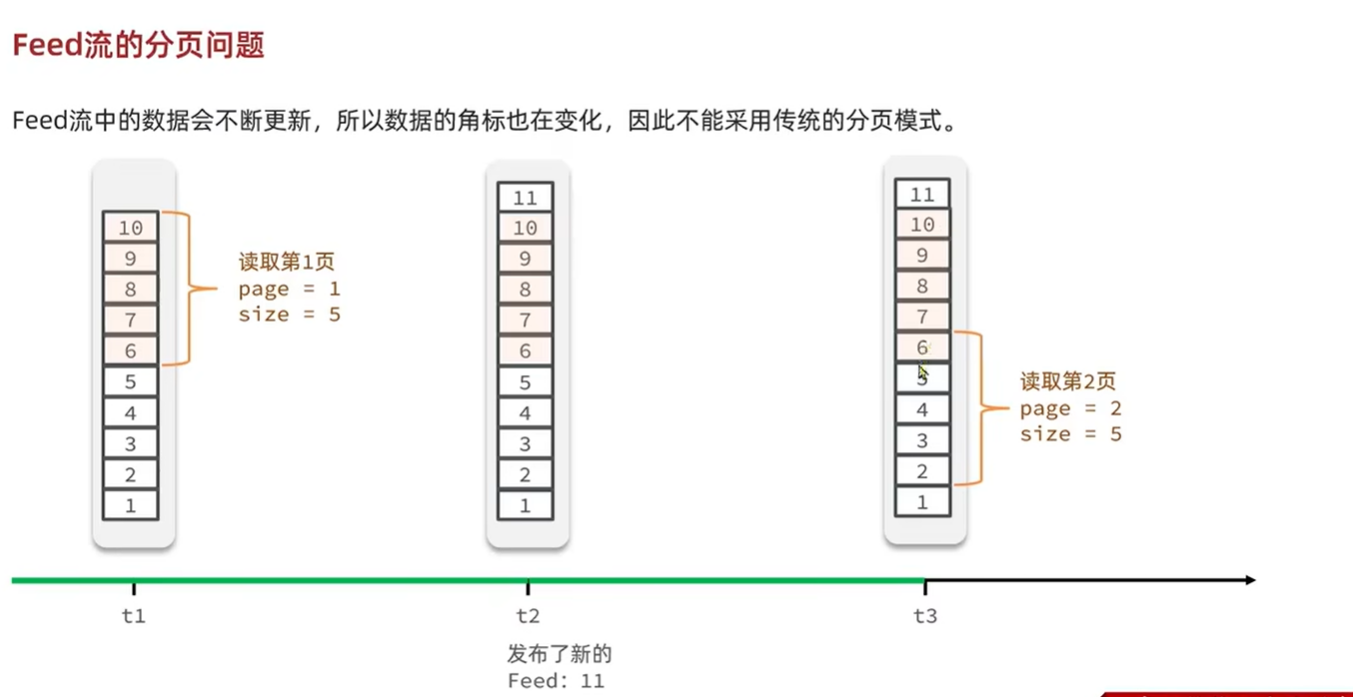 Feed流的分页问题
Feed流中的数据会不断更新，所以数据的角标也在变化，因此不能采用传统的分页模式。
10
9
8
7
6
5
4
3
2
1
读取第1页
page = 1
size = 5
11
10
9
8
7
6
5
4
3
2
1
11
10
9
8
7
6
5
4
3
2
1
读取第2页
page = 2
size = 5
t1
t2
t3
发布了新的
Feed：11